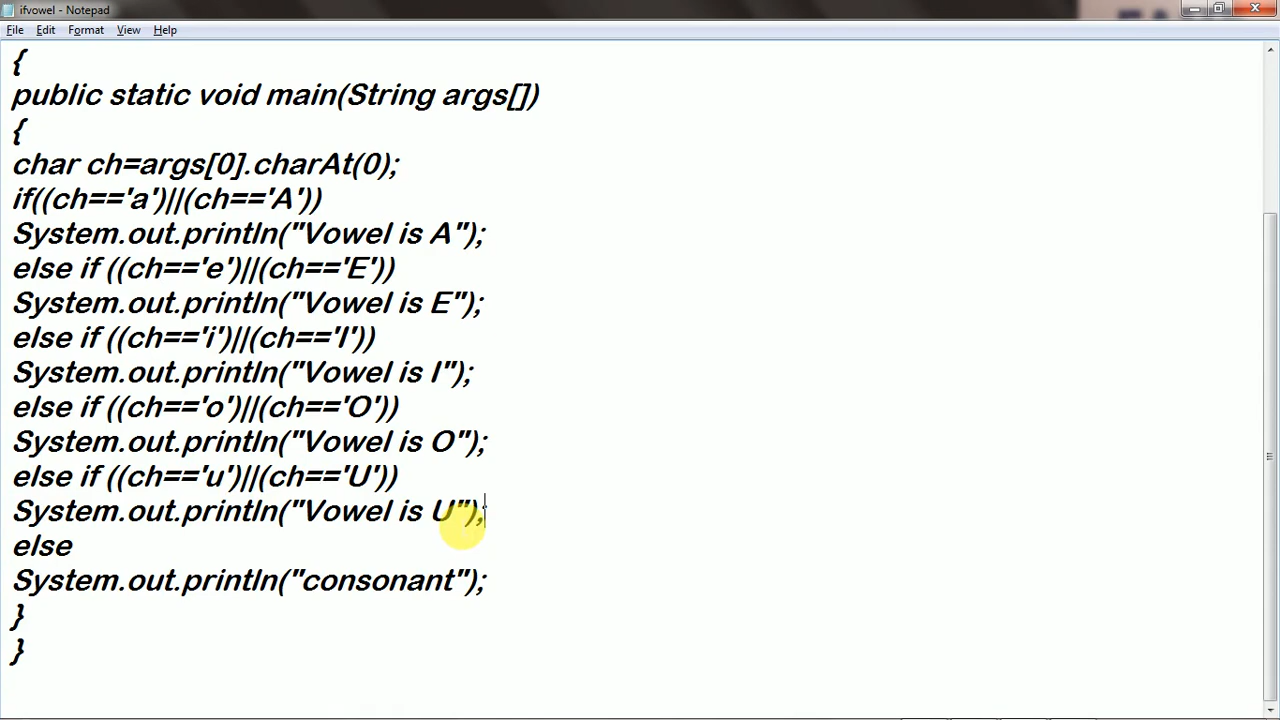 ifvowel - Notepad
File Edit Format View Help
{
public static void main(String args[])
{
char ch=args[0].charAt(0);
if((ch=='a')||(ch=='A'))
System.out.println("Vowel is A");
else if ((ch=='e')||(ch=='E'))
System.out.println("Vowel is E");
else if ((ch=='i')||(ch=='I'))
System.out.println("Vowel is I");
else if ((ch=='o')||(ch=='O'))
System.out.println("Vowel is O");
else if ((ch=='u')||(ch=='U'))
System.out.println("Vowel is U");
else
System.out.println("consonant");
}
}